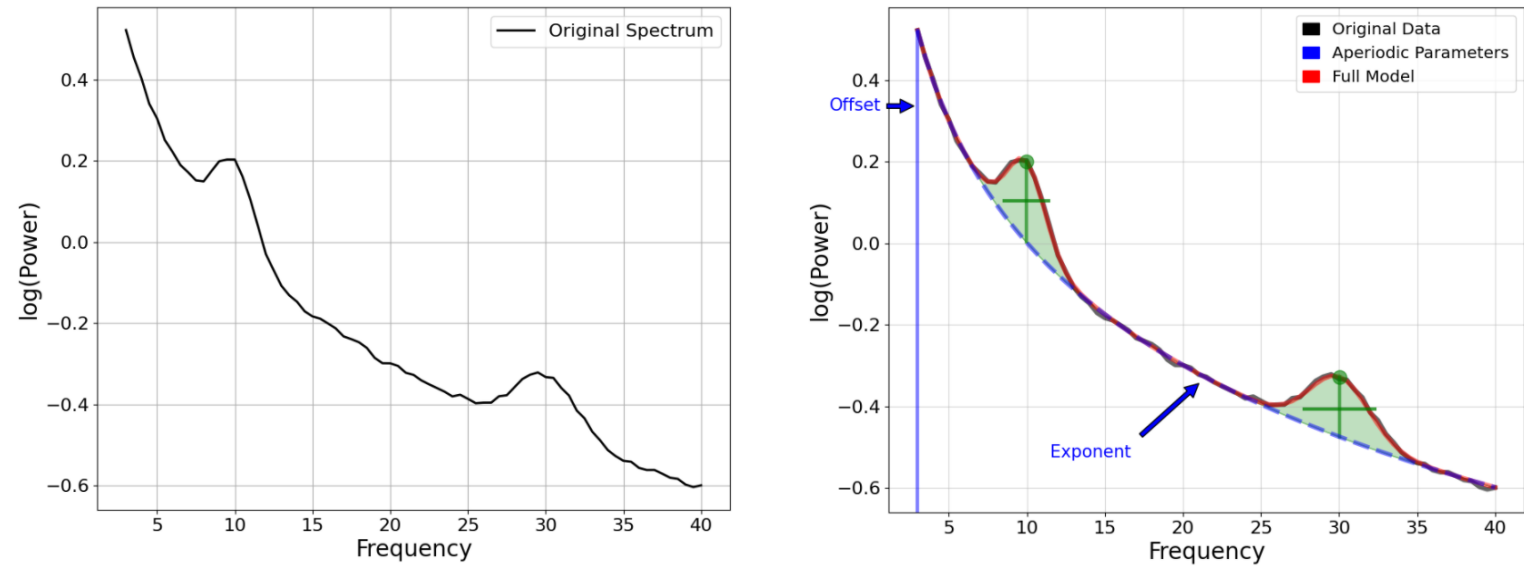 Original Spectrum
log(Power)
0.4
0.2
0.0
−0.2
−0.4
−0.6
5 10 15 20 25 30 35 40
Frequency
Original Data
Aperiodic Parameters
Full Model
Offset
Exponent
log(Power)
0.4
0.2
0.0
−0.2
−0.4
−0.6
5 10 15 20 25 30 35 40
Frequency